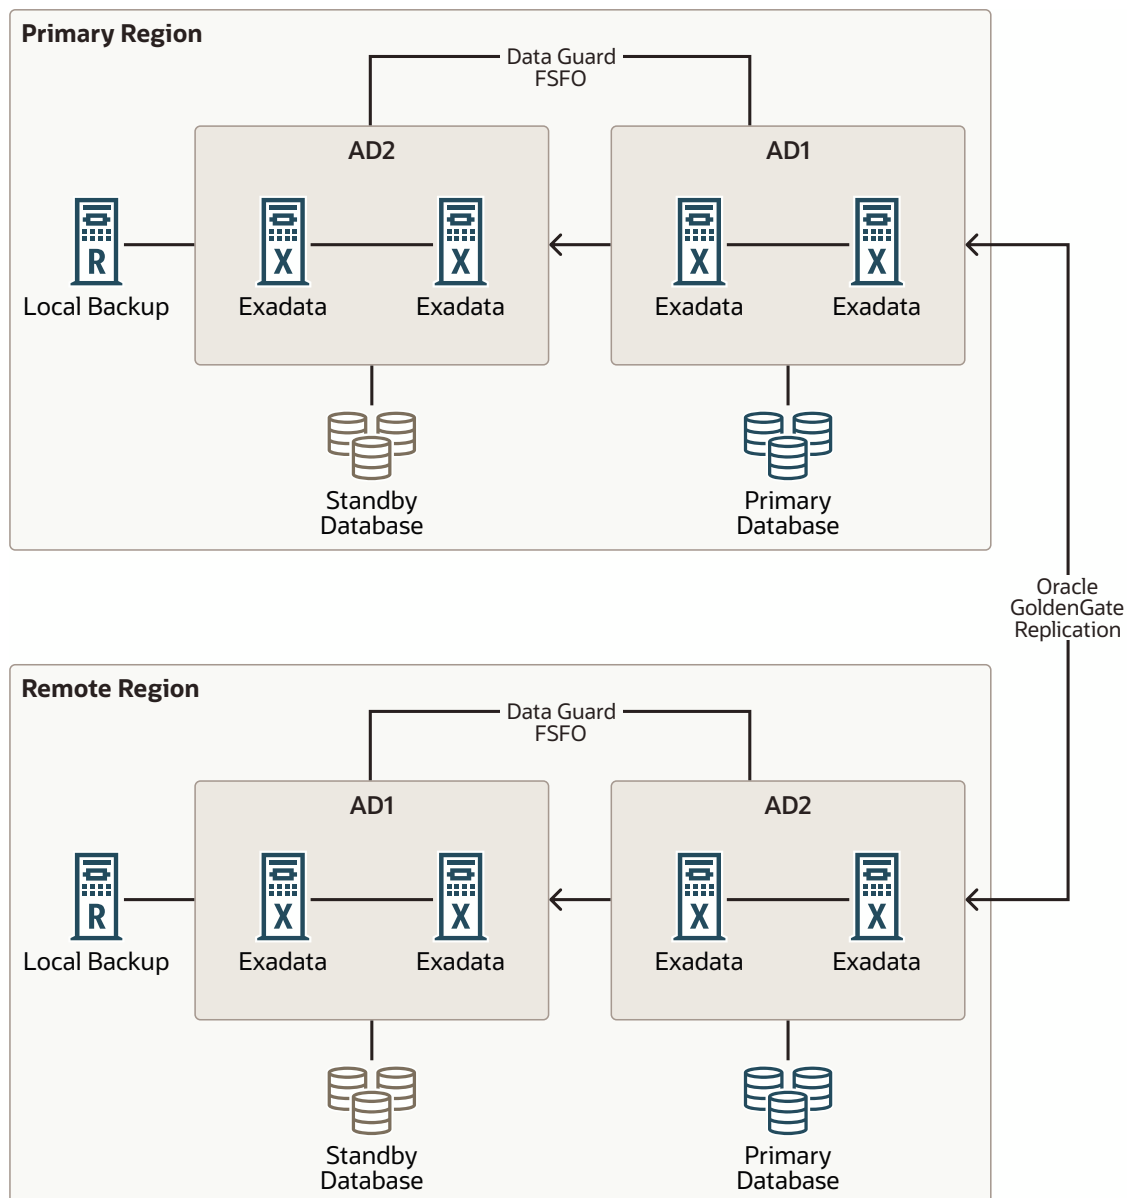 Primary Region
Data Guard
FSFO
AD2
AD1
R
X
X
X
X
Local Backup
Exadata
Exadata
Exadata
Exadata
Standby
Database
Primary
Database
Oracle
GoldenGate
Replication
Remote Region
Data Guard
FSFO
AD1
AD2
R
X
X
X
X
Local Backup
Exadata
Exadata
Exadata
Exadata
Standby
Database
Primary
Database